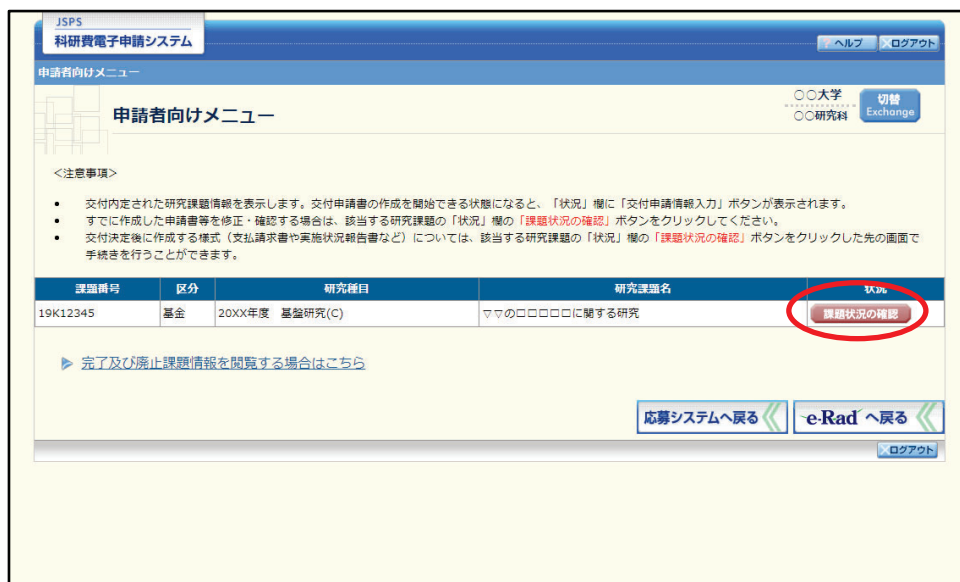 JSPS
科研費電子申請システム
ヘルプ
ログアウト
申請者向けメニュー
申請者向けメニュー
○○大学
○○研究科
切替
Exchange
<注意事項>
• 交付内定された研究課題情報を表示します。交付申請書の作成を開始できる状態になると、「状況」欄に「交付申請情報入力」ボタンが表示されます。
• すでに作成した申請書等を修正・確認する場合は、該当する研究課題の「状況」欄の「課題状況の確認」ボタンをクリックしてください。
• 交付決定後に作成する様式（支払請求書や実施状況報告書など）については、該当する研究課題の「状況」欄の「課題状況の確認」ボタンをクリックした先の画面で
手続きを行うことができます。
課題番号 区分 研究種目 研究課題名 状況
19K12345 基金 20XX年度 基盤研究(C) ▽▽の□□□□□に関する研究 課題状況の確認
完了及び廃止課題情報を閲覧する場合はこちら
応募システムへ戻る
e-Rad へ戻る
ログアウト